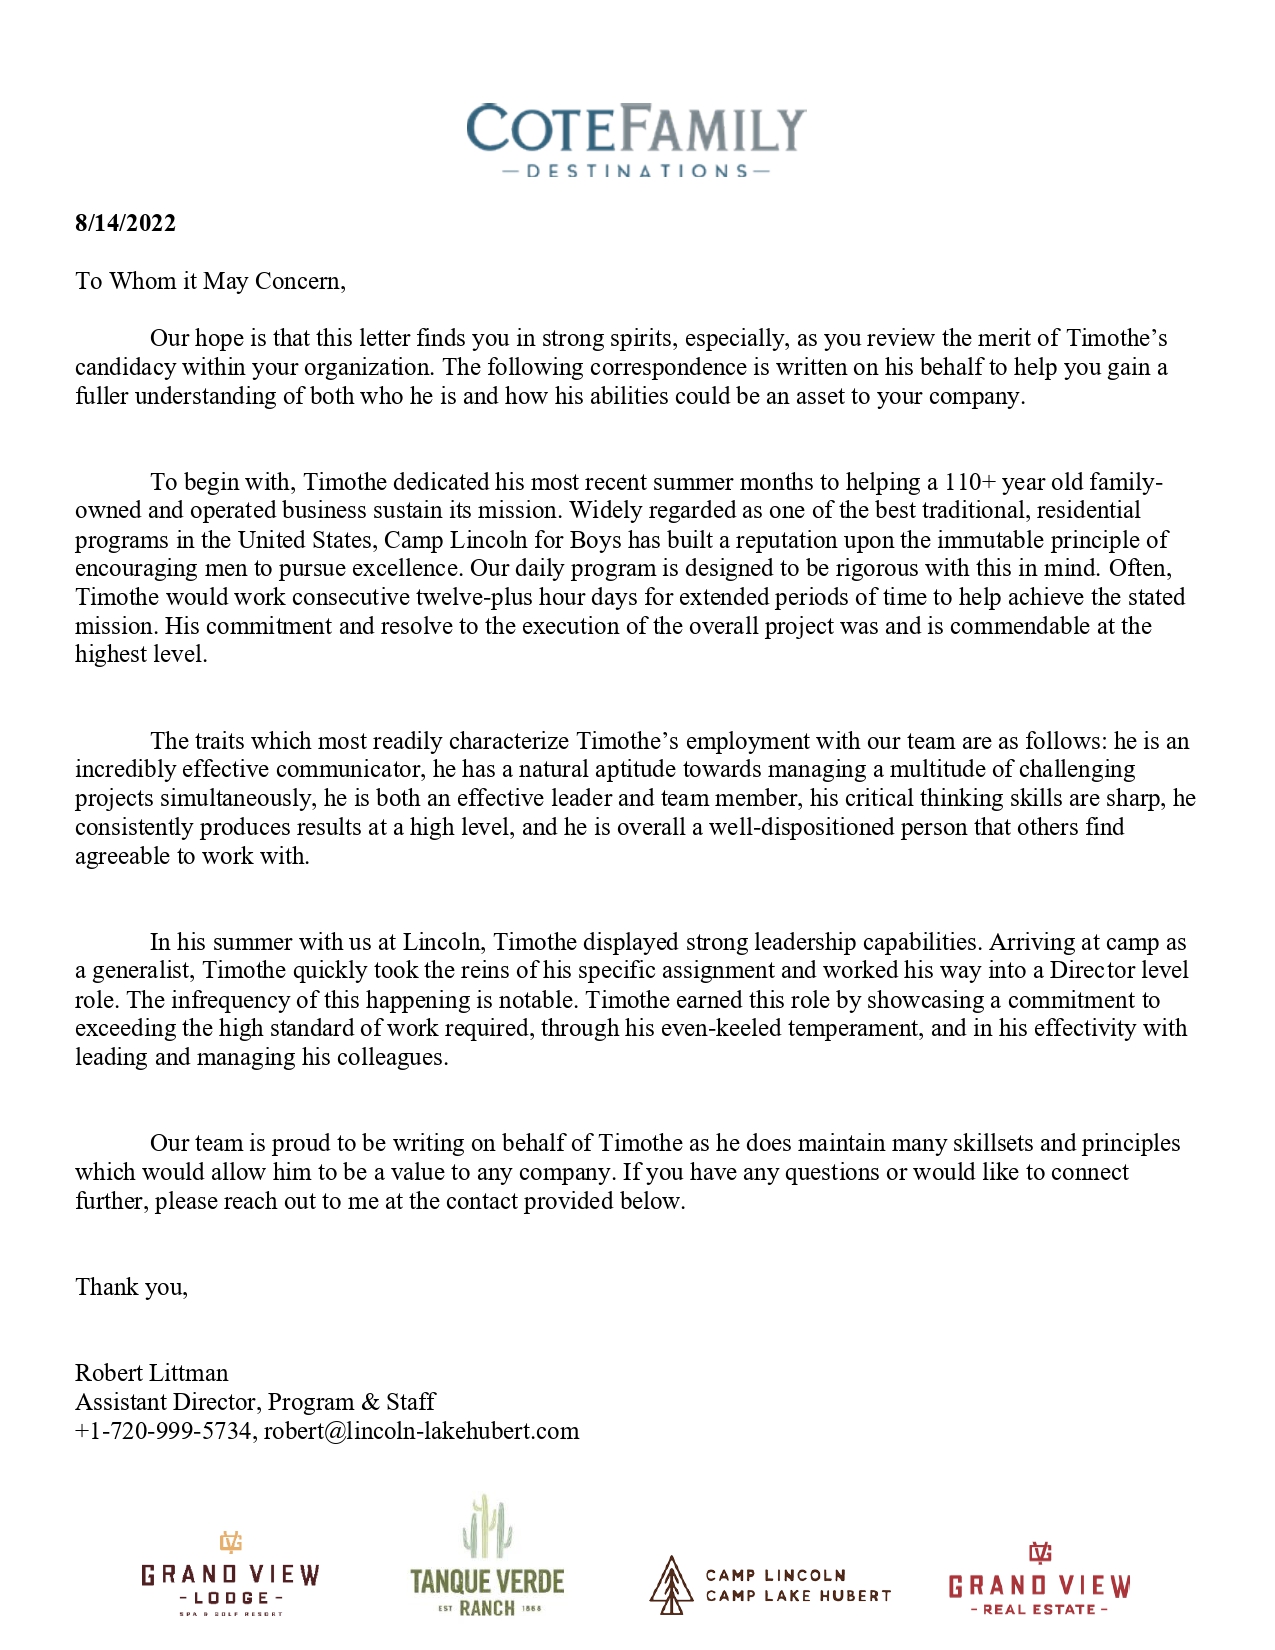 COTEFAMILY
—DESTINATIONS—
8/14/2022
To Whom it May Concern,
Our hope is that this letter finds you in strong spirits, especially, as you review the merit of Timothe’s
candidacy within your organization. The following correspondence is written on his behalf to help you gain a
fuller understanding of both who he is and how his abilities could be an asset to your company.
To begin with, Timothe dedicated his most recent summer months to helping a 110+ year old family-
owned and operated business sustain its mission. Widely regarded as one of the best traditional, residential
programs in the United States, Camp Lincoln for Boys has built a reputation upon the immutable principle of
encouraging men to pursue excellence. Our daily program is designed to be rigorous with this in mind. Often,
Timothe would work consecutive twelve-plus hour days for extended periods of time to help achieve the stated
mission. His commitment and resolve to the execution of the overall project was and is commendable at the
highest level.
The traits which most readily characterize Timothe’s employment with our team are as follows: he is an
incredibly effective communicator, he has a natural aptitude towards managing a multitude of challenging
projects simultaneously, he is both an effective leader and team member, his critical thinking skills are sharp, he
consistently produces results at a high level, and he is overall a well-dispositioned person that others find
agreeable to work with.
In his summer with us at Lincoln, Timothe displayed strong leadership capabilities. Arriving at camp as
a generalist, Timothe quickly took the reins of his specific assignment and worked his way into a Director level
role. The infrequency of this happening is notable. Timothe earned this role by showcasing a commitment to
exceeding the high standard of work required, through his even-keeled temperament, and in his effectivity with
leading and managing his colleagues.
Our team is proud to be writing on behalf of Timothe as he does maintain many skillsets and principles
which would allow him to be a value to any company. If you have any questions or would like to connect
further, please reach out to me at the contact provided below.
Thank you,
Robert Littman
Assistant Director, Program & Staff
+1-720-999-5734, robert@lincoln-lakehubert.com
GRAND VIEW
-LODGE-
SPA & GOLF RESORT
TANQUE VERDE
EST RANCH 1868
CAMP LINCOLN
CAMP LAKE HUBERT
GRAND VIEW
-REAL ESTATE-